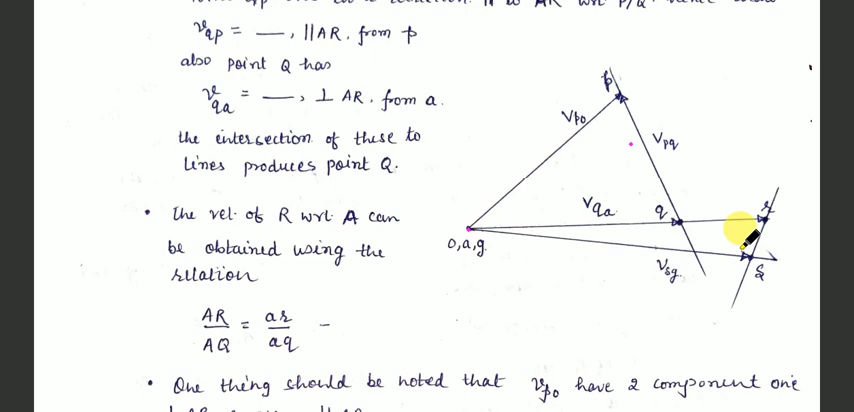 v_qp = —, || AR, from p
also point Q has
v_qa = —, ⊥ AR, from a.
the intersection of these to
lines produces point Q.
• the vel. of R wrt A can
be obtained using the
relation
AR/AQ = ar/aq –
• One thing should be noted that v_po have 2 component one
p
V_po
V_pq
V_qa
q
r
o,a,g
V_sg
s